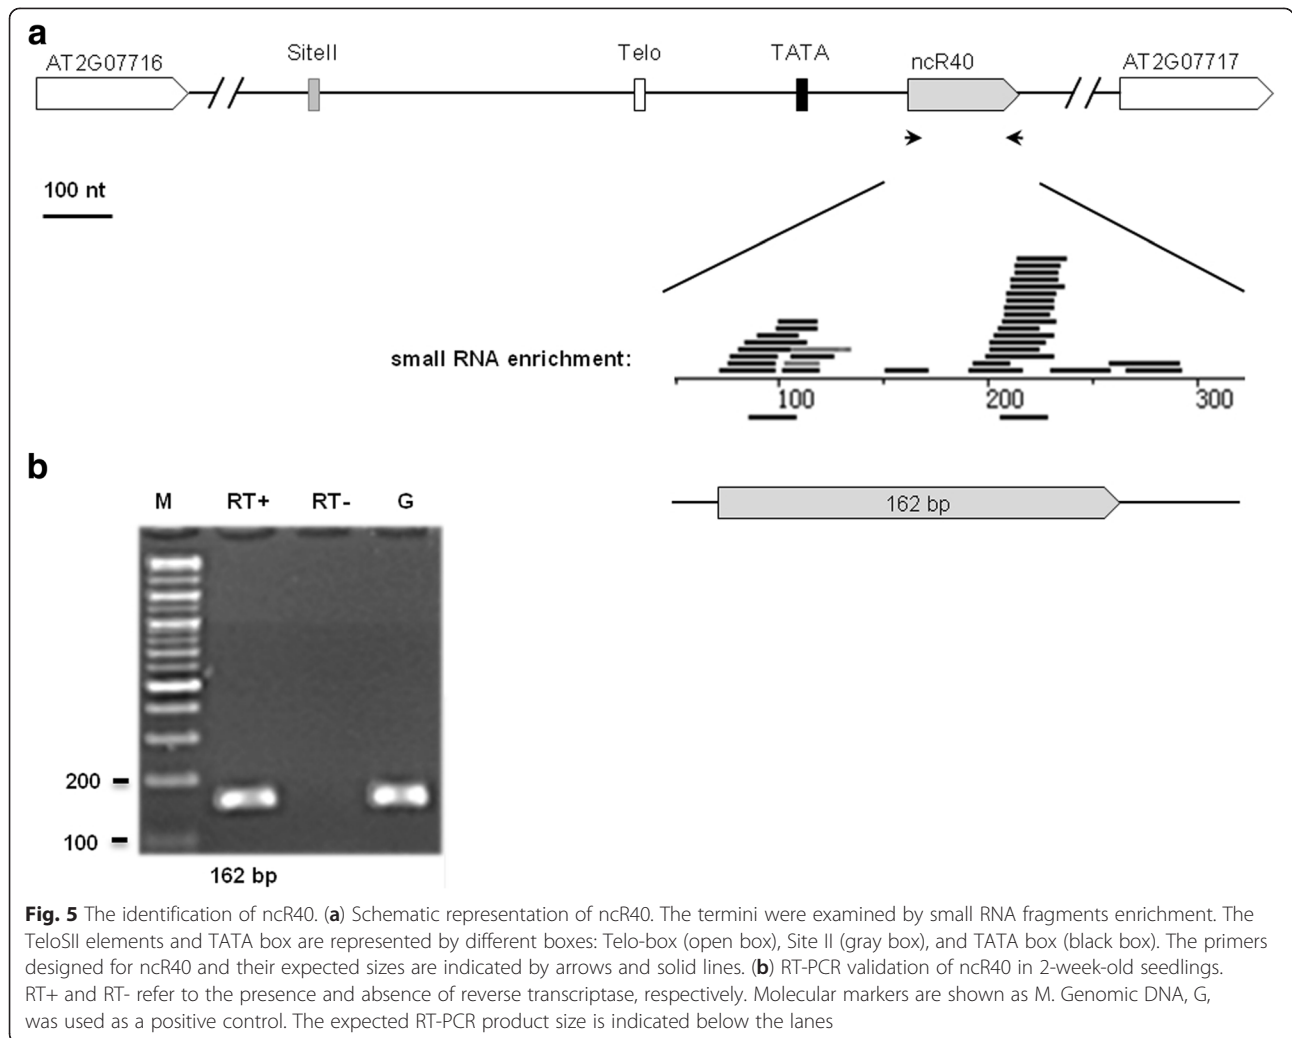 a
AT2G07716
SiteII
Telo
TATA
ncR40
AT2G07717
100 nt
small RNA enrichment:
100 200 300
162 bp
b
M RT+ RT- G
200
100
162 bp
Fig. 5 The identification of ncR40. (a) Schematic representation of ncR40. The termini were examined by small RNA fragments enrichment. The
TeloSII elements and TATA box are represented by different boxes: Telo-box (open box), Site II (gray box), and TATA box (black box). The primers
designed for ncR40 and their expected sizes are indicated by arrows and solid lines. (b) RT-PCR validation of ncR40 in 2-week-old seedlings.
RT+ and RT- refer to the presence and absence of reverse transcriptase, respectively. Molecular markers are shown as M. Genomic DNA, G,
was used as a positive control. The expected RT-PCR product size is indicated below the lanes